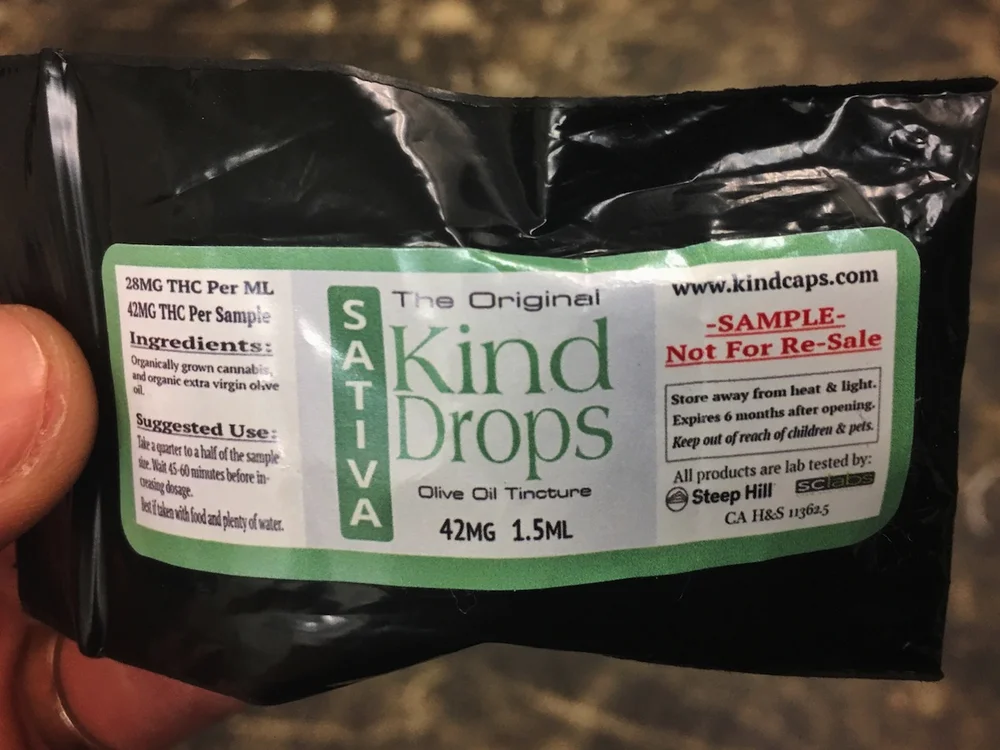 28MG THC Per ML
42MG THC Per Sample
Ingredients:
Organically grown cannabis,
and organic extra virgin olive
oil.
Suggested Use:
Take a quarter to a half of the sample
size. Wait 45-60 minutes before in-
creasing dosage.
Best if taken with food and plenty of water.
SATIVA
The Original
Kind
Drops
Olive Oil Tincture
42MG 1.5ML
www.kindcaps.com
-SAMPLE-
Not For Re-Sale
Store away from heat & light.
Expires 6 months after opening.
Keep out of reach of children & pets.
All products are lab tested by:
Steep Hill sclabs
CA H&S 11362.5